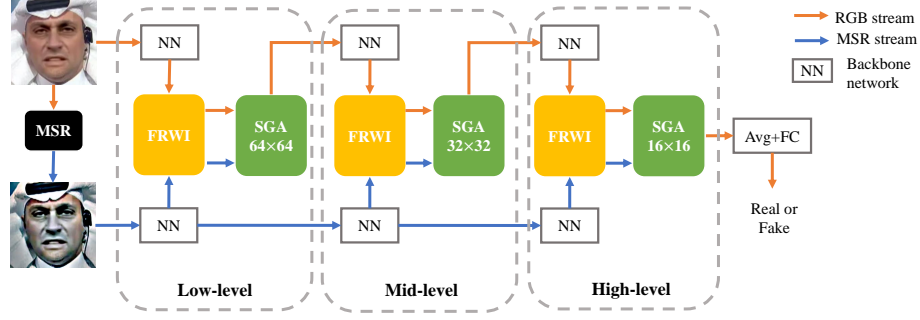 RGB stream
MSR stream
NN
Backbone
network
NN
NN
NN
MSR
FRWI
SGA
64×64
FRWI
SGA
32×32
FRWI
SGA
16×16
Avg+FC
NN
NN
NN
Real or
Fake
Low-level
Mid-level
High-level